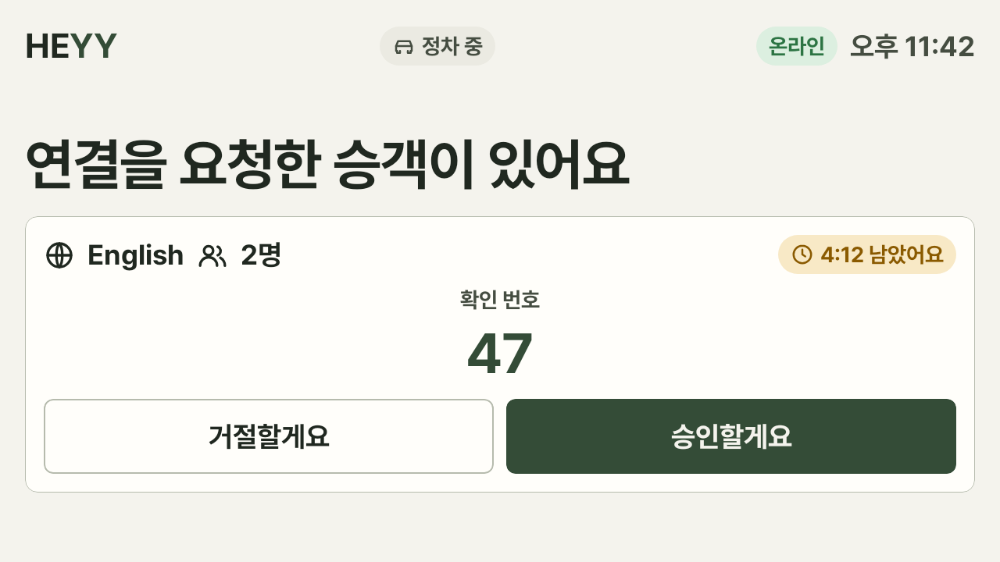 HEYY
정차 중
온라인
오후 11:42
연결을 요청한 승객이 있어요
English
2명
4:12 남았어요
확인 번호
47
거절할게요
승인할게요